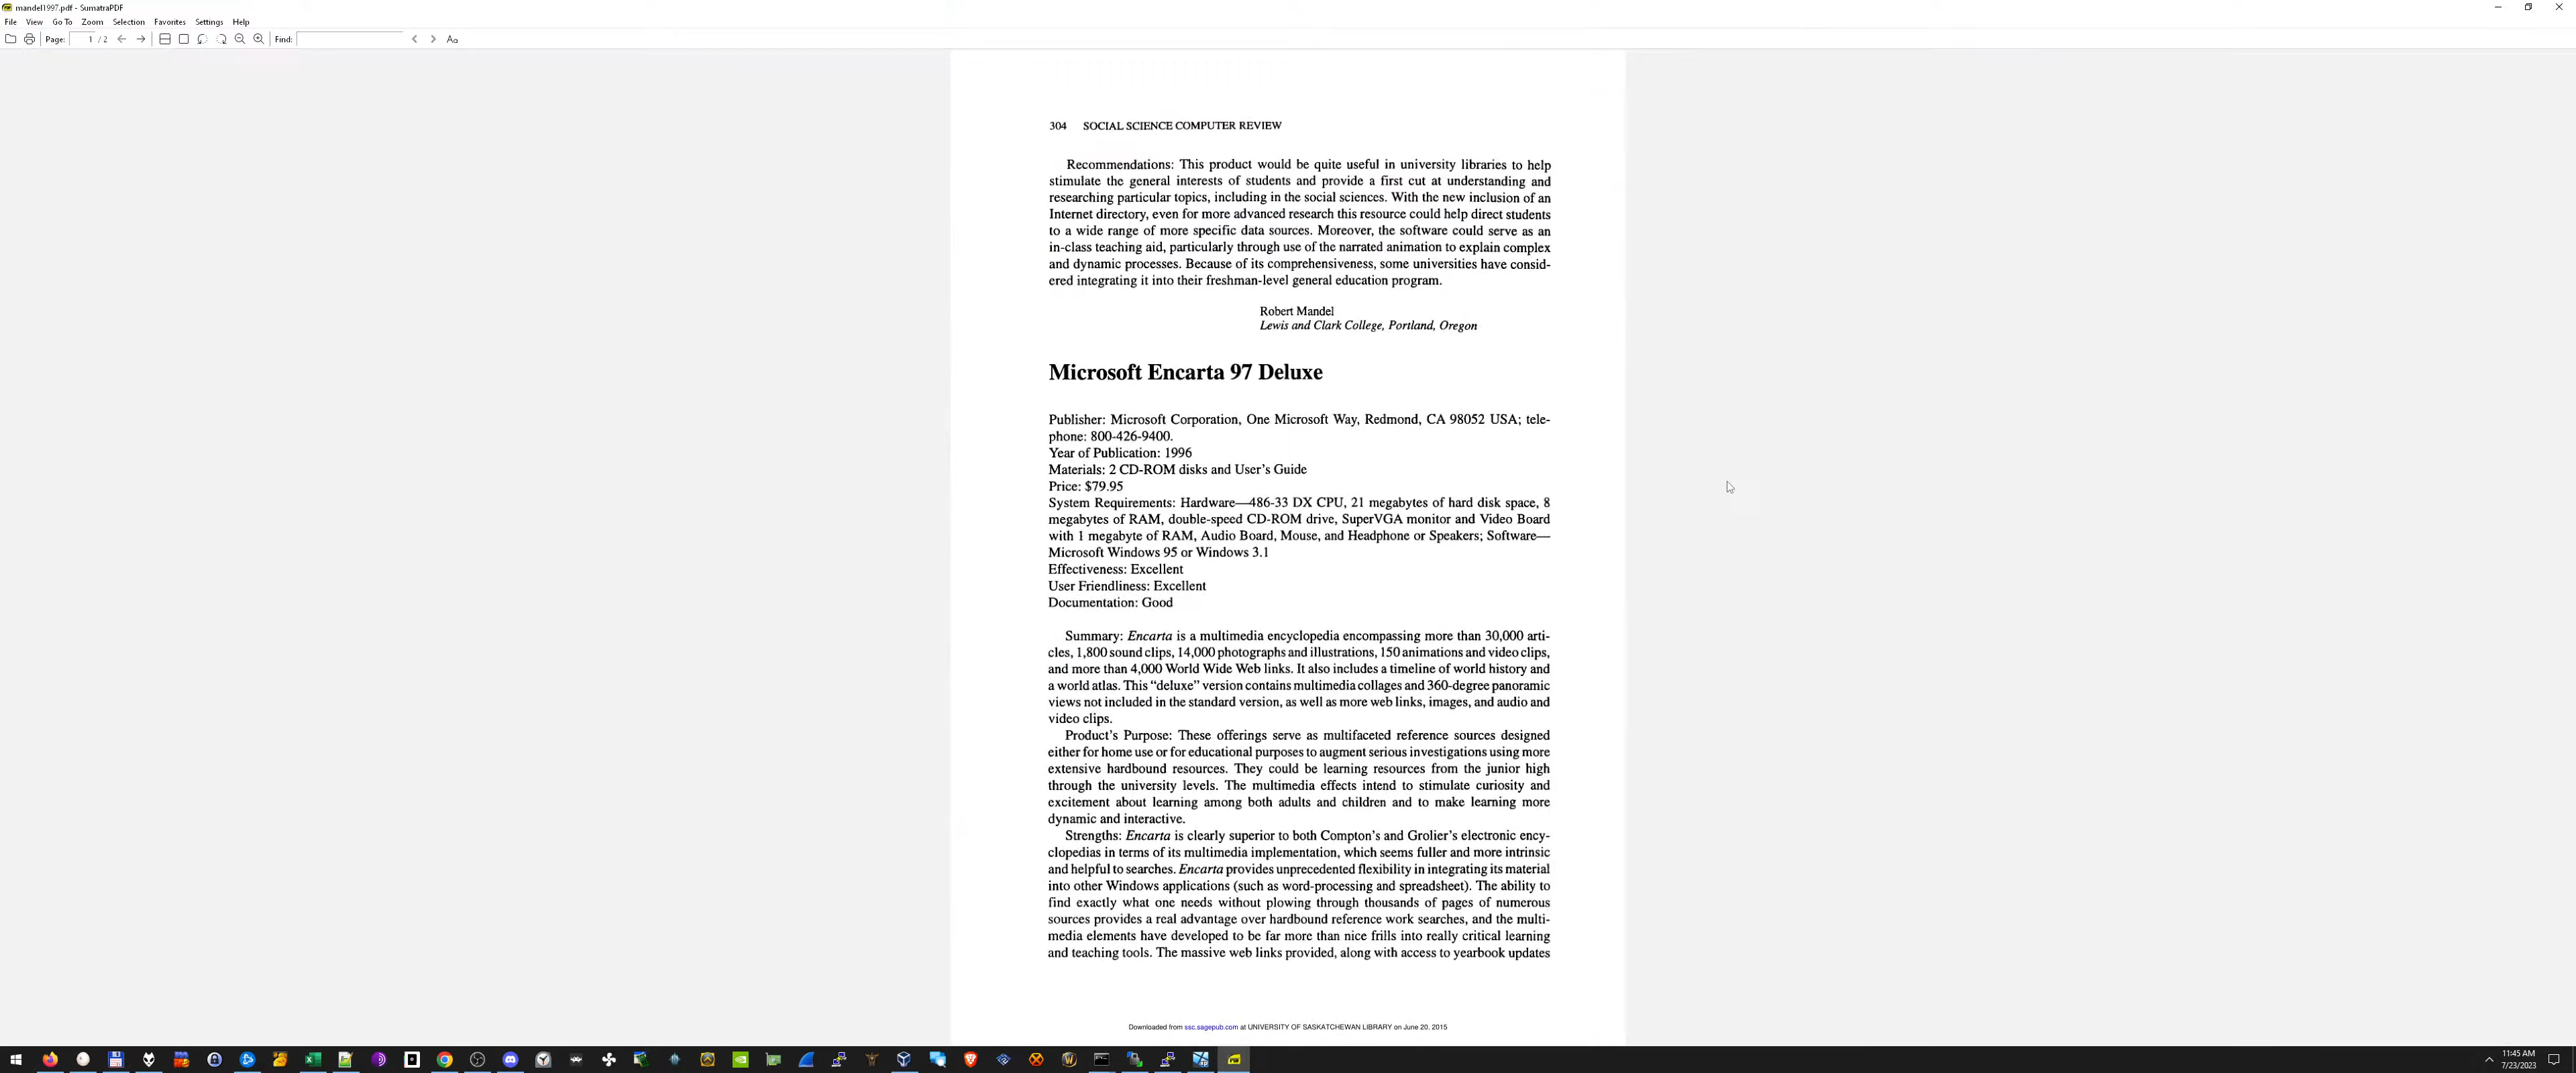 mandel1997.pdf - SumatraPDF
File View Go To Zoom Selection Favorites Settings Help
Page: 1 / 2 Find: Aa
304 SOCIAL SCIENCE COMPUTER REVIEW
Recommendations: This product would be quite useful in university libraries to help
stimulate the general interests of students and provide a first cut at understanding and
researching particular topics, including in the social sciences. With the new inclusion of an
Internet directory, even for more advanced research this resource could help direct students
to a wide range of more specific data sources. Moreover, the software could serve as an
in-class teaching aid, particularly through use of the narrated animation to explain complex
and dynamic processes. Because of its comprehensiveness, some universities have consid-
ered integrating it into their freshman-level general education program.
Robert Mandel
Lewis and Clark College, Portland, Oregon
Microsoft Encarta 97 Deluxe
Publisher: Microsoft Corporation, One Microsoft Way, Redmond, CA 98052 USA; tele-
phone: 800-426-9400.
Year of Publication: 1996
Materials: 2 CD-ROM disks and User's Guide
Price: $79.95
System Requirements: Hardware—486-33 DX CPU, 21 megabytes of hard disk space, 8
megabytes of RAM, double-speed CD-ROM drive, SuperVGA monitor and Video Board
with 1 megabyte of RAM, Audio Board, Mouse, and Headphone or Speakers; Software—
Microsoft Windows 95 or Windows 3.1
Effectiveness: Excellent
User Friendliness: Excellent
Documentation: Good
Summary: Encarta is a multimedia encyclopedia encompassing more than 30,000 arti-
cles, 1,800 sound clips, 14,000 photographs and illustrations, 150 animations and video clips,
and more than 4,000 World Wide Web links. It also includes a timeline of world history and
a world atlas. This “deluxe” version contains multimedia collages and 360-degree panoramic
views not included in the standard version, as well as more web links, images, and audio and
video clips.
Product's Purpose: These offerings serve as multifaceted reference sources designed
either for home use or for educational purposes to augment serious investigations using more
extensive hardbound resources. They could be learning resources from the junior high
through the university levels. The multimedia effects intend to stimulate curiosity and
excitement about learning among both adults and children and to make learning more
dynamic and interactive.
Strengths: Encarta is clearly superior to both Compton's and Grolier's electronic ency-
clopedias in terms of its multimedia implementation, which seems fuller and more intrinsic
and helpful to searches. Encarta provides unprecedented flexibility in integrating its material
into other Windows applications (such as word-processing and spreadsheet). The ability to
find exactly what one needs without plowing through thousands of pages of numerous
sources provides a real advantage over hardbound reference work searches, and the multi-
media elements have developed to be far more than nice frills into really critical learning
and teaching tools. The massive web links provided, along with access to yearbook updates
Downloaded from ssc.sagepub.com at UNIVERSITY OF SASKATCHEWAN LIBRARY on June 20, 2015
11:45 AM
7/23/2023